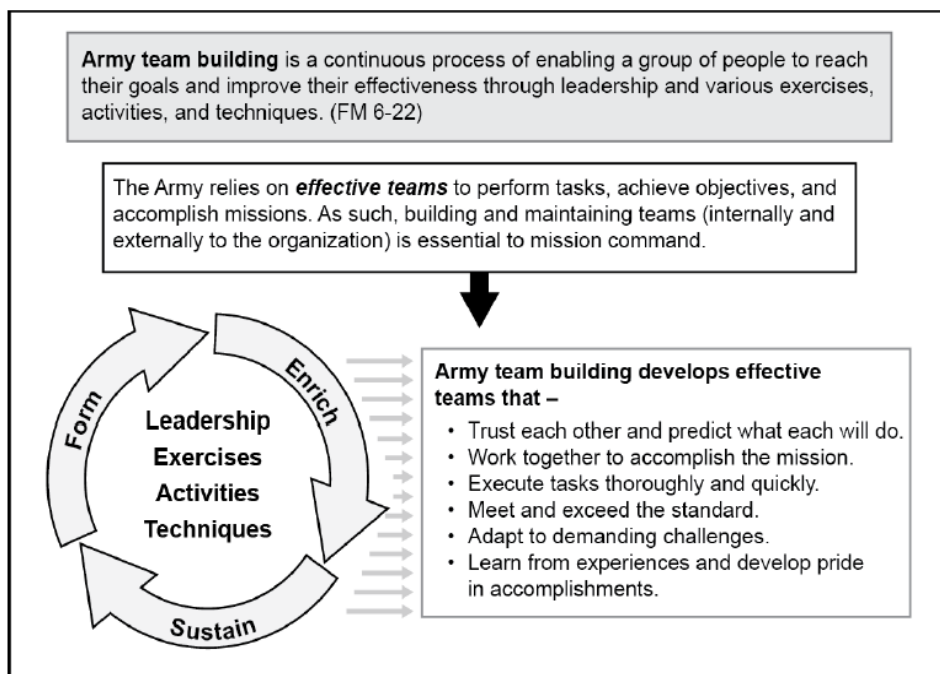 Army team building is a continuous process of enabling a group of people to reach
their goals and improve their effectiveness through leadership and various exercises,
activities, and techniques. (FM 6-22)
The Army relies on effective teams to perform tasks, achieve objectives, and
accomplish missions. As such, building and maintaining teams (internally and
externally to the organization) is essential to mission command.
Form
Enrich
Sustain
Leadership
Exercises
Activities
Techniques
Army team building develops effective
teams that –
• Trust each other and predict what each will do.
• Work together to accomplish the mission.
• Execute tasks thoroughly and quickly.
• Meet and exceed the standard.
• Adapt to demanding challenges.
• Learn from experiences and develop pride
in accomplishments.